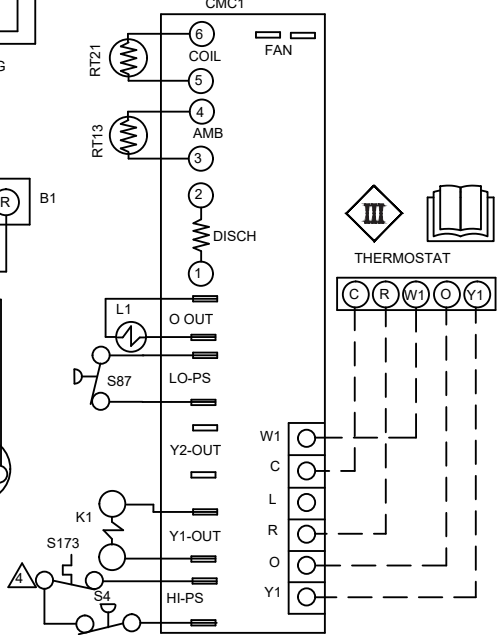 CMC1
6
COIL
FAN
RT21
5
G
4
AMB
RT13
3
R
B1
2
DISCH
1
III
THERMOSTAT
C R W1 O Y1
L1
O OUT
S87
LO-PS
Y2-OUT
W1
C
L
K1
Y1-OUT
R
S173
O
4
S4
HI-PS
Y1